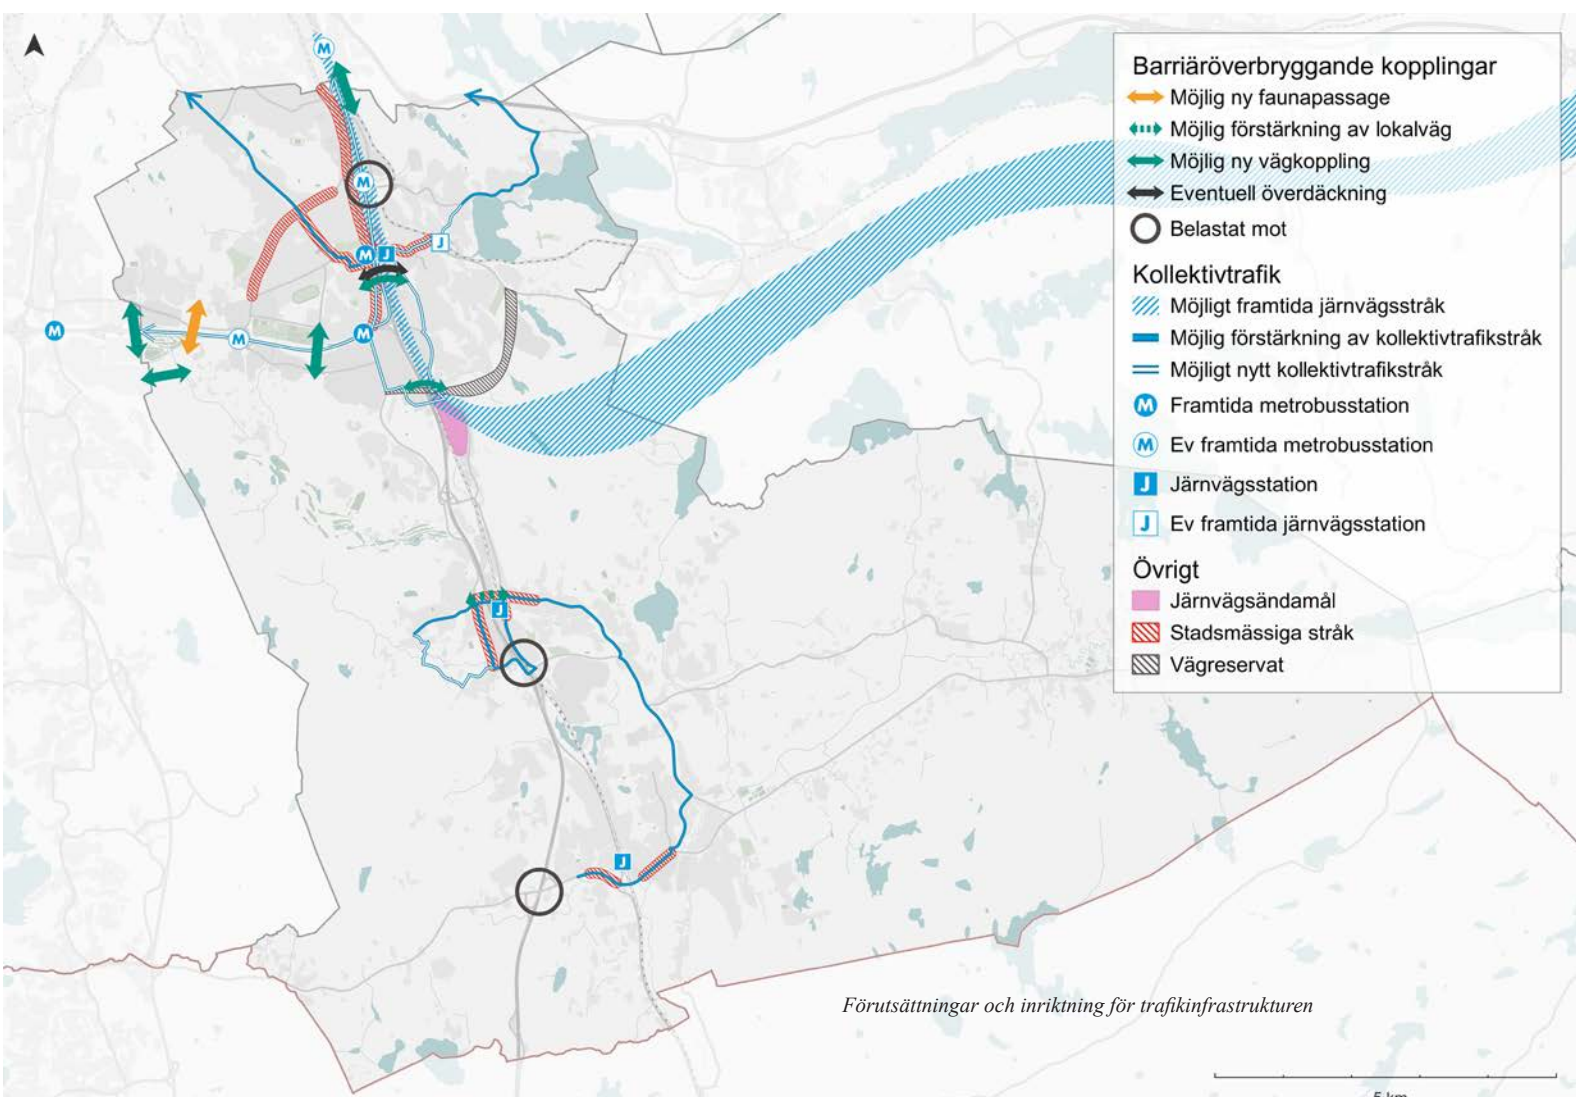 Barriäröverbryggande kopplingar
Möjlig ny faunapassage
Möjlig förstärkning av lokalväg
Möjlig ny vägkoppling
Eventuell överdäckning
Belastat mot
Kollektivtrafik
Möjligt framtida järnvägsstråk
Möjlig förstärkning av kollektivtrafikstråk
Möjligt nytt kollektivtrafikstråk
M Framtida metrobusstation
M Ev framtida metrobusstation
J Järnvägsstation
J Ev framtida järnvägsstation
Övrigt
Järnvägsändamål
Stadsmässiga stråk
Vägreservat
M
M
M
J
J
M
M
M
J
J
Förutsättningar och inriktning för trafikinfrastrukturen
5 km